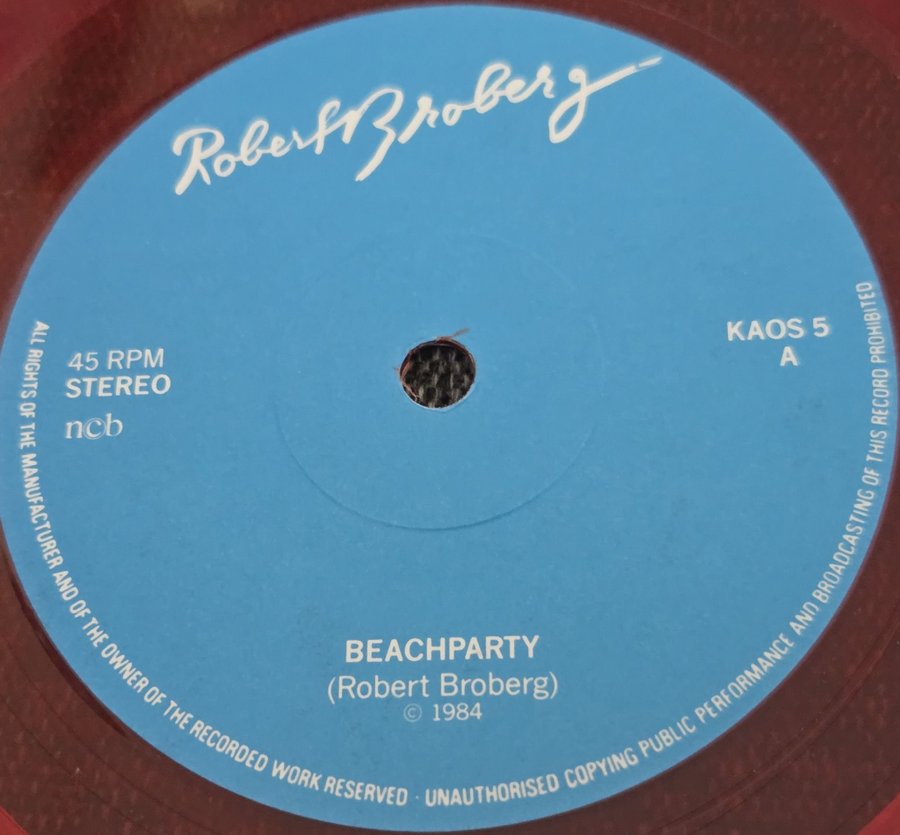 Robert Broberg
45 RPM
STEREO
ncb
KAOS 5
A
BEACHPARTY
(Robert Broberg)
© 1984
ALL RIGHTS OF THE MANUFACTURER AND OF THE OWNER OF THE RECORDED WORK RESERVED · UNAUTHORISED COPYING PUBLIC PERFORMANCE AND BROADCASTING OF THIS RECORD PROHIBITED